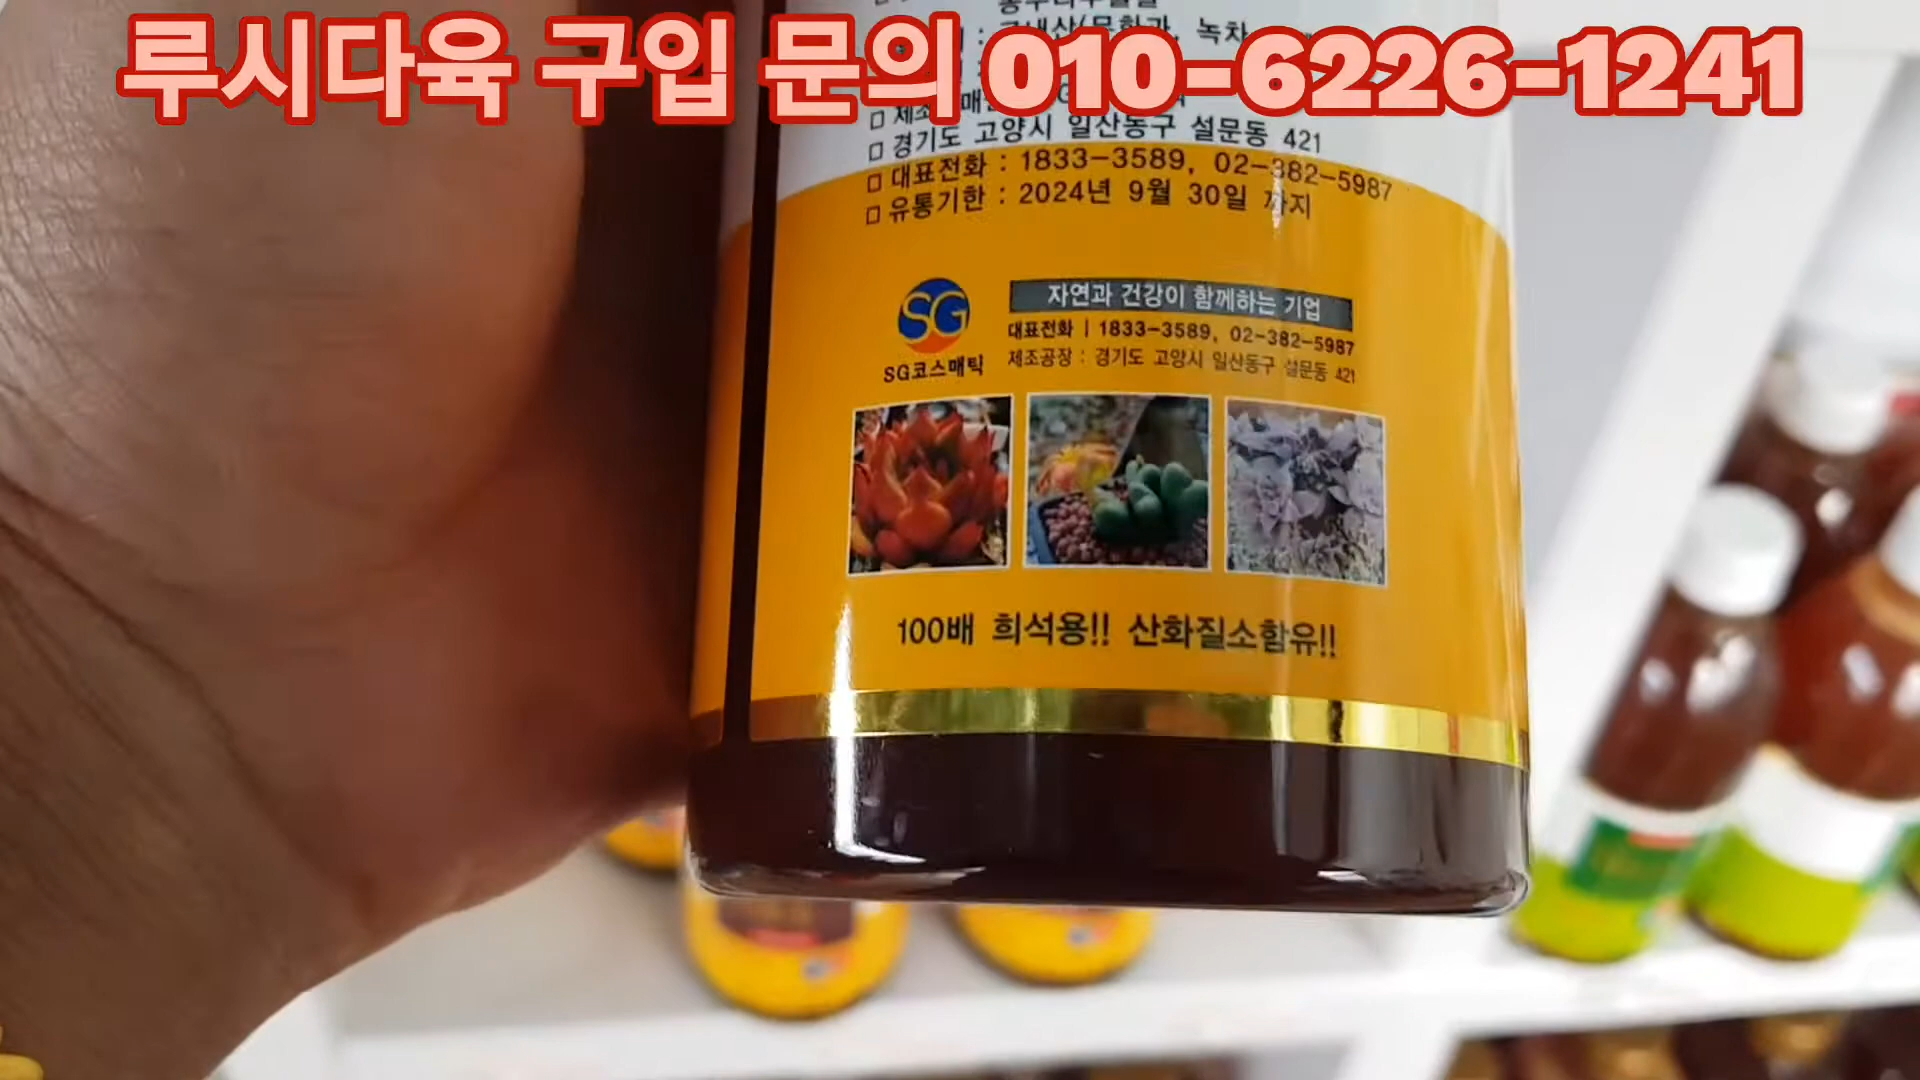 루시다육 구입 문의 010-6226-1241
녹차
경기도 고양시 일산동구 설문동 421
대표전화 : 1833-3589, 02-382-5987
유통기한 : 2024년 9월 30일 까지
SG
SG코스매틱
자연과 건강이 함께하는 기업
대표전화 | 1833-3589, 02-382-5987
제조공장 : 경기도 고양시 일산동구 설문동 421
100배 희석용!! 산화질소함유!!